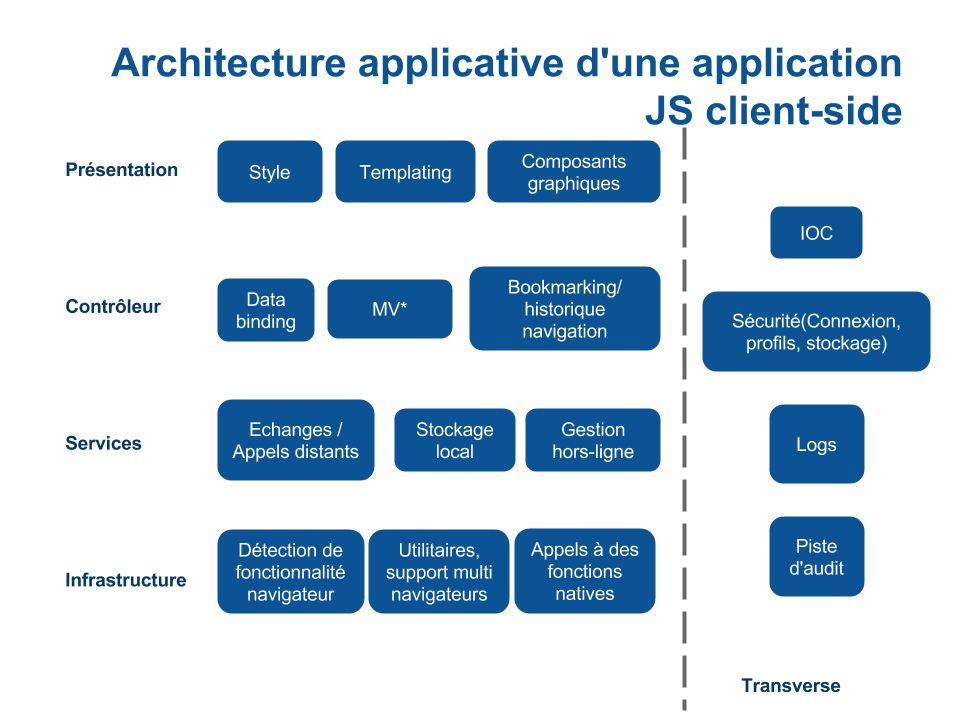 Architecture applicative d'une application
JS client-side
Présentation
Style
Templating
Composants
graphiques
IOC
Contrôleur
Data
binding
MV*
Bookmarking/
historique
navigation
Sécurité(Connexion,
profils, stockage)
Services
Echanges /
Appels distants
Stockage
local
Gestion
hors-ligne
Logs
Infrastructure
Détection de
fonctionnalité
navigateur
Utilitaires,
support multi
navigateurs
Appels à des
fonctions
natives
Piste
d'audit
Transverse